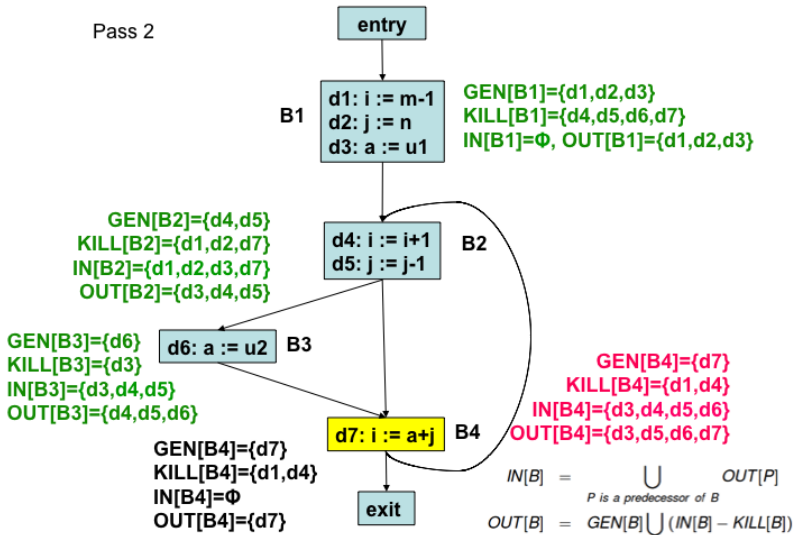 Pass 2
entry
B1
d1: i := m-1
d2: j := n
d3: a := u1
GEN[B1]={d1,d2,d3}
KILL[B1]={d4,d5,d6,d7}
IN[B1]=Φ, OUT[B1]={d1,d2,d3}
GEN[B2]={d4,d5}
KILL[B2]={d1,d2,d7}
IN[B2]={d1,d2,d3,d7}
OUT[B2]={d3,d4,d5}
d4: i := i+1
d5: j := j-1
B2
GEN[B3]={d6}
KILL[B3]={d3}
IN[B3]={d3,d4,d5}
OUT[B3]={d4,d5,d6}
d6: a := u2
B3
GEN[B4]={d7}
KILL[B4]={d1,d4}
IN[B4]={d3,d4,d5,d6}
OUT[B4]={d3,d5,d6,d7}
d7: i := a+j
B4
GEN[B4]={d7}
KILL[B4]={d1,d4}
IN[B4]=Φ
OUT[B4]={d7}
exit
IN[B] = ⋃ OUT[P]
P is a predecessor of B
OUT[B] = GEN[B] ⋃ (IN[B] − KILL[B])